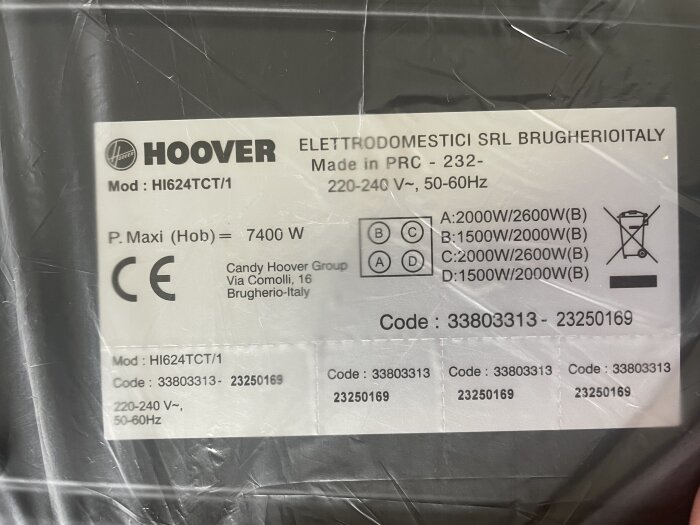 HOOVER
ELETTRODOMESTICI SRL BRUGHERIOITALY
Made in PRC - 232-
Mod : HI624TCT/1
220-240 V~, 50-60Hz
P. Maxi (Hob) = 7400 W
B C
A D
A:2000W/2600W(B)
B:1500W/2000W(B)
C:2000W/2600W(B)
D:1500W/2000W(B)
CE
Candy Hoover Group
Via Comolli, 16
Brugherio-Italy
Code : 33803313 - 23250169
Mod : HI624TCT/1
Code : 33803313- 23250169
220-240 V~,
50-60Hz
Code : 33803313
23250169
Code : 33803313
23250169
Code : 33803313
23250169